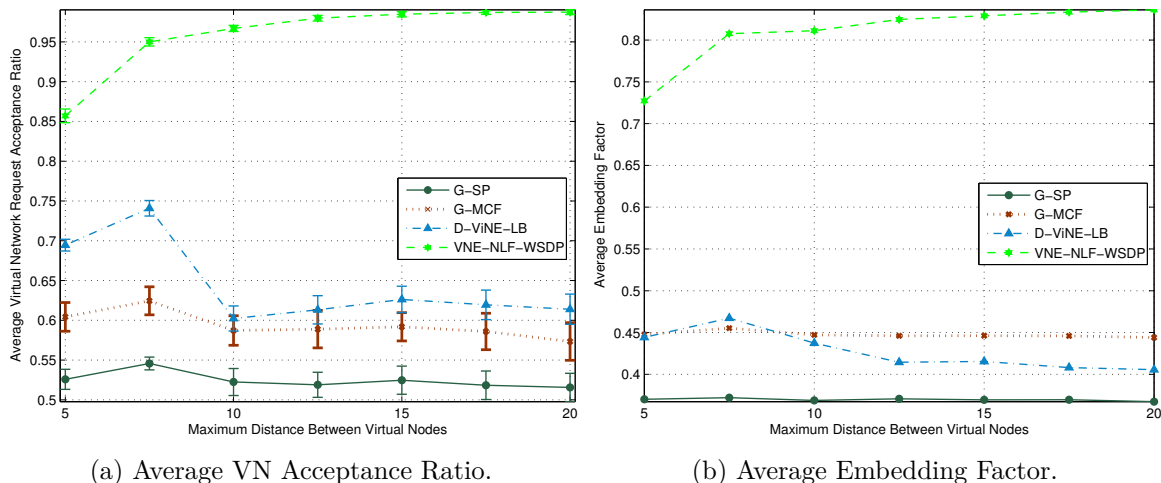 Average Virtual Network Request Acceptance Ratio
0.95
0.9
0.85
0.8
0.75
0.7
0.65
0.6
0.55
0.5
5
10
15
20
Maximum Distance Between Virtual Nodes
G−SP
G−MCF
D−ViNE−LB
VNE−NLF−WSDP
(a) Average VN Acceptance Ratio.
Average Embedding Factor
0.8
0.75
0.7
0.65
0.6
0.55
0.5
0.45
0.4
5
10
15
20
Maximum Distance Between Virtual Nodes
G−SP
G−MCF
D−ViNE−LB
VNE−NLF−WSDP
(b) Average Embedding Factor.